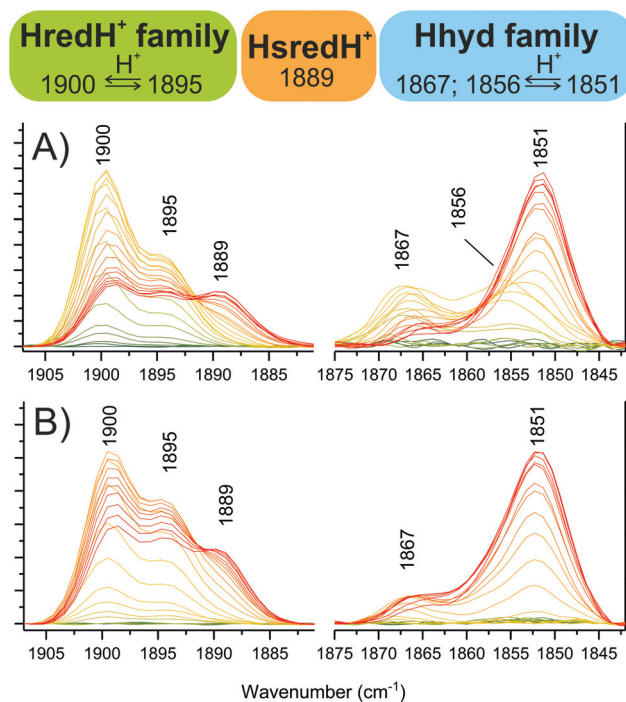 HredH⁺ family
H⁺
1900 ⇌ 1895
HsredH⁺
1889
Hhyd family
H⁺
1867; 1856 ⇌ 1851
A)
1900
1895
1889
1867
1856
1851
1905 1900 1895 1890 1885
1875 1870 1865 1860 1855 1850 1845
B)
1900
1895
1889
1867
1851
1905 1900 1895 1890 1885
1875 1870 1865 1860 1855 1850 1845
Wavenumber (cm⁻¹)